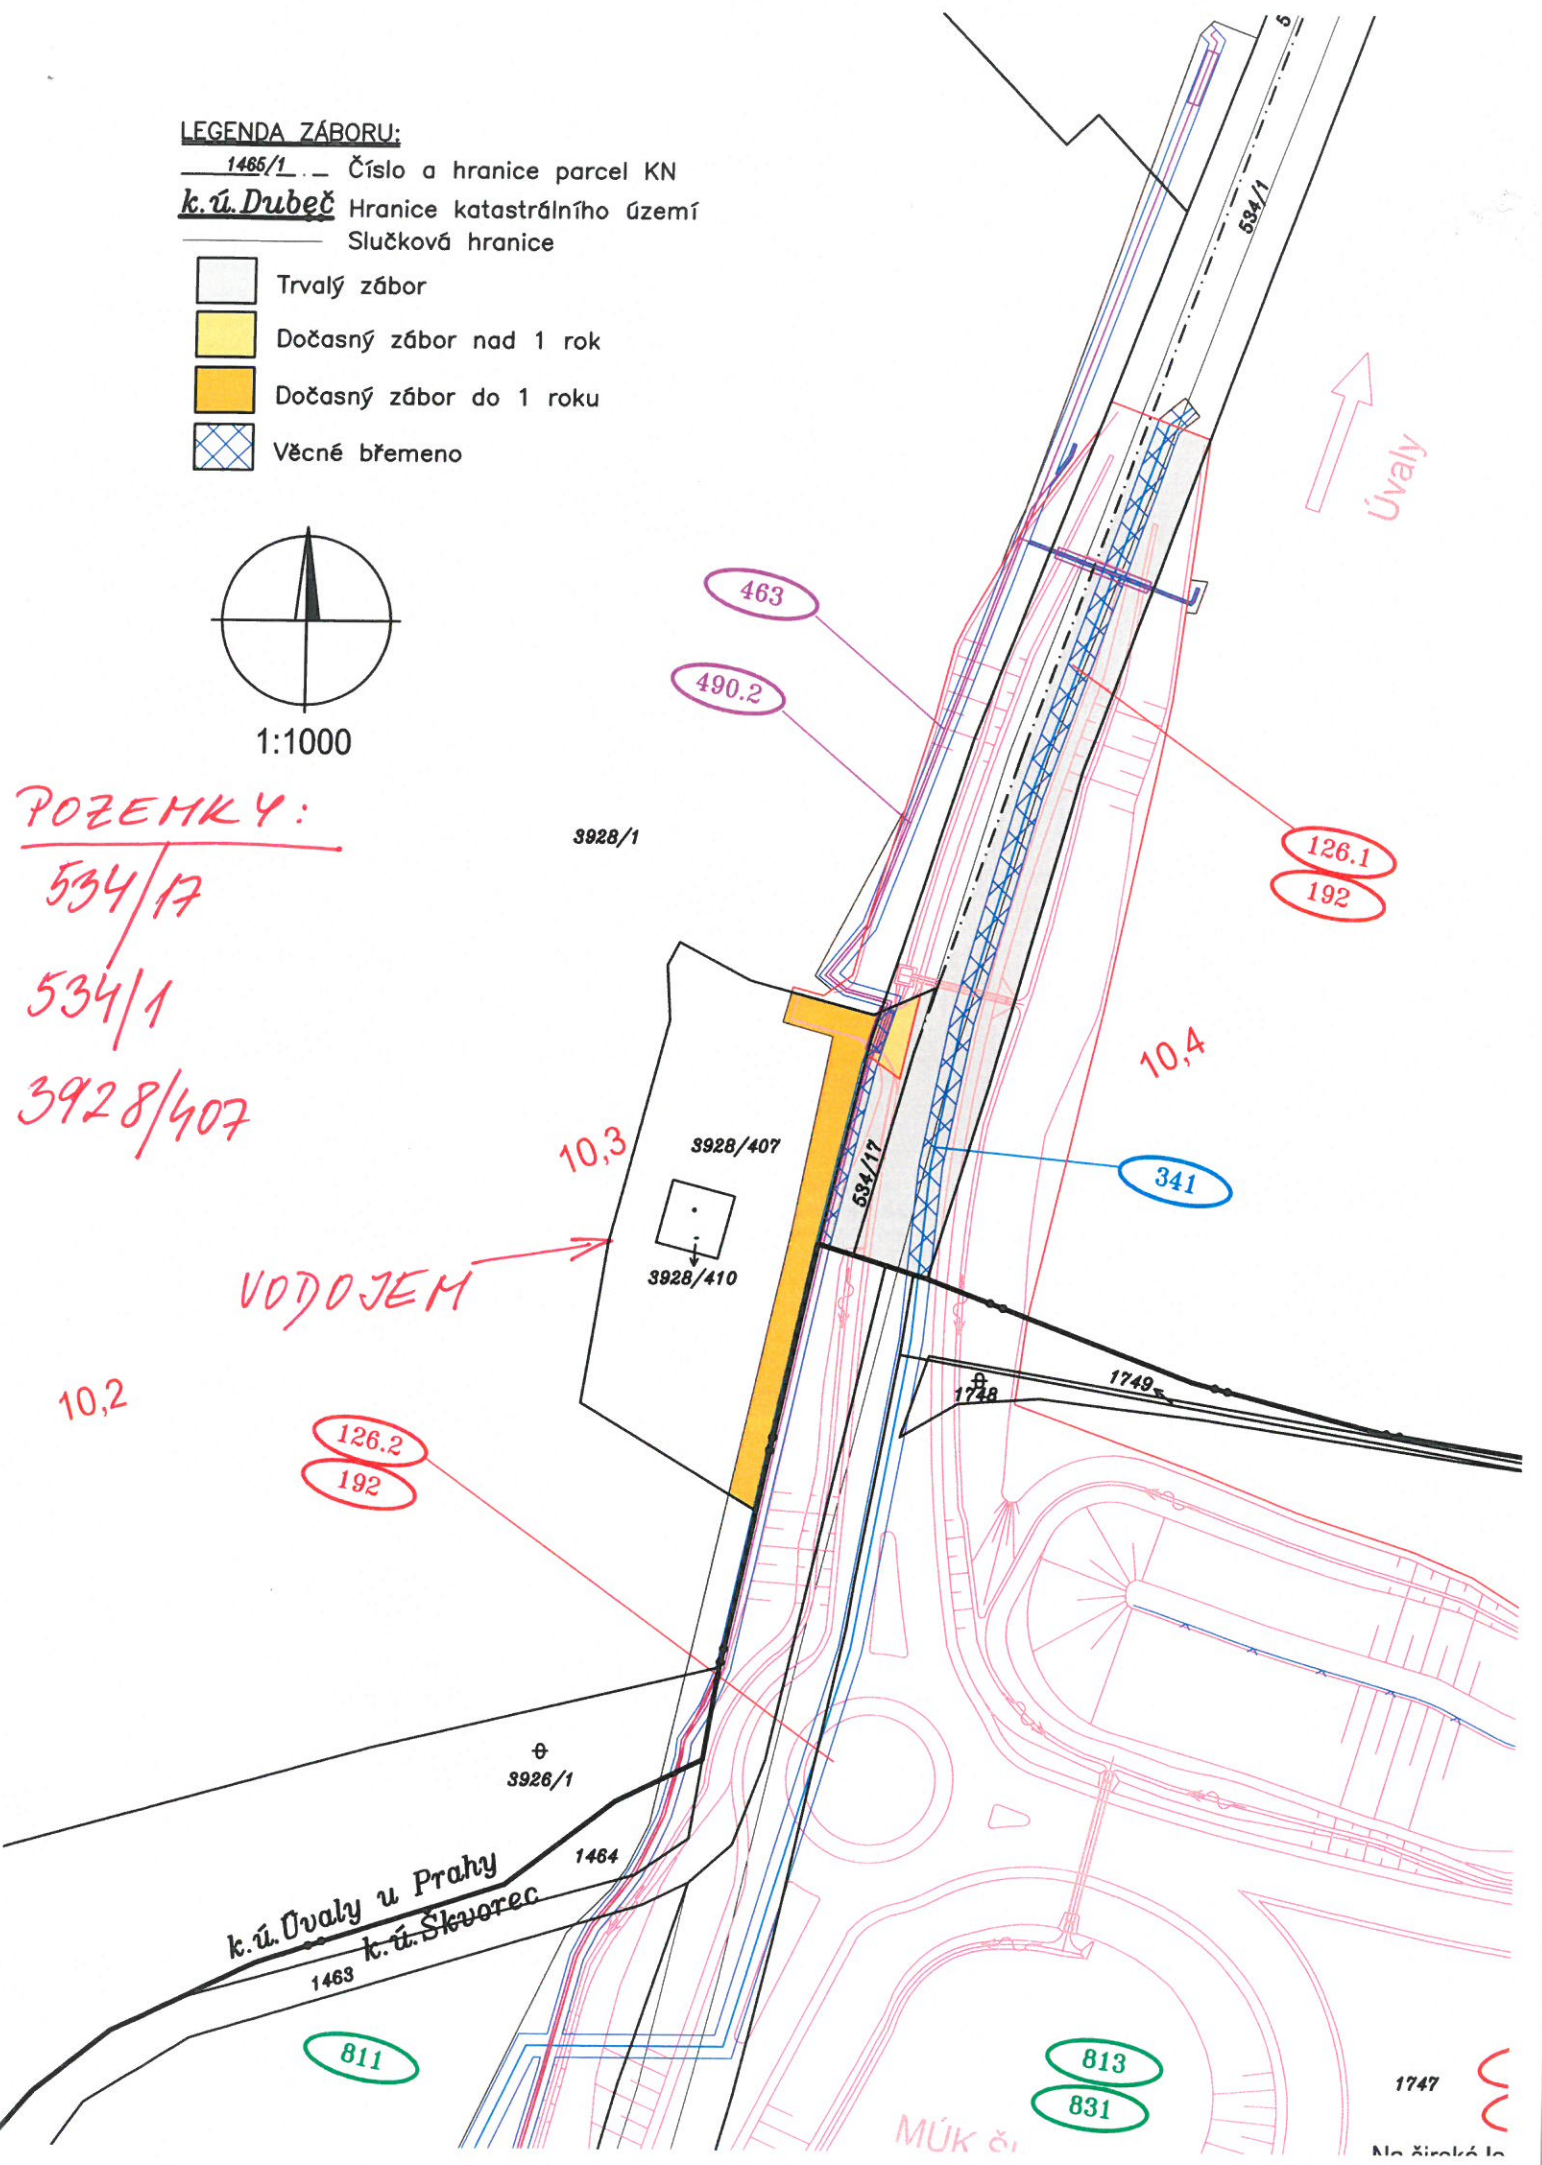 LEGENDA ZÁBORU:
1465/1 Číslo a hranice parcel KN
k.ú.Dubeč Hranice katastrálního území
Slučková hranice
Trvalý zábor
Dočasný zábor nad 1 rok
Dočasný zábor do 1 roku
Věcné břemeno
1:1000
534/1
Úvaly
463
490.2
POZEMKY:
534/17
534/1
3928/407
3928/1
126.1
192
10,4
10,3
3928/407
534/17
341
3928/410
VODOJEM
10,2
1749
1748
126.2
192
3926/1
1464
k.ú.Úvaly u Prahy
k.ú.Škvorec
1463
811
813
831
1747
MÚK